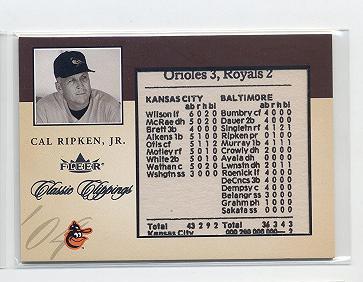 Orioles 3, Royals 2
KANSAS CITY BALTIMORE
ab r h bl ab r h bl
Wilson lf 6 0 2 0 Bumbry cf 4 0 0 0
McRae dh 5 0 2 0 Dauer 2b 4 0 0 0
Brett 3b 4 0 0 0 Singletn rf 4 1 2 1
Aikens 1b 5 1 0 0 Ripken pr 0 1 0 0
Otis cf 5 1 1 2 Murray 1b 4 1 1 1
Motley rf 5 1 1 0 Crowly dh 2 0 0 0
White 2b 5 0 1 0 Ayala dh 0 0 0 0
Wathan c 5 0 2 0 Lwnstn dh 2 0 1 1
Wshgtn ss 3 0 0 0 Roenick lf 4 0 0 0
DeCncs 3b 4 0 0 0
Dempsy c 4 0 0 0
Belangr ss 3 0 0 0
Grahm ph 1 0 0 0
Sakata ss 0 0 0 0
Total 43 2 9 2 Total 36 3 4 3
Kansas City
CAL RIPKEN, JR.
FLEER
Classic Clippings